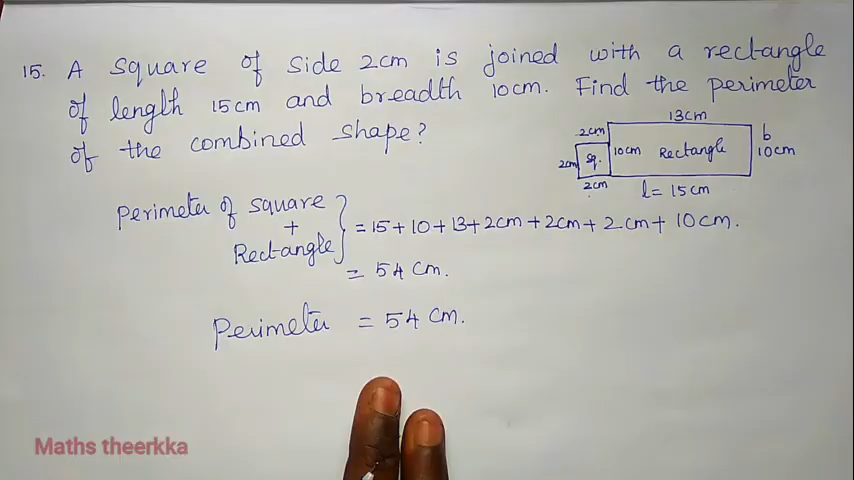 15. A square of side 2cm is joined with a rectangle
of length 15cm and breadth 10cm. Find the perimeter
of the combined shape?
13cm
2cm
b
2cm
sq.
10cm
Rectangle
10cm
2cm
l = 15cm
Perimeter of square
+
Rectangle
} = 15 + 10 + 13 + 2cm + 2cm + 2cm + 10cm.
= 54 cm.
Perimeter = 54 cm.
Maths theerkka